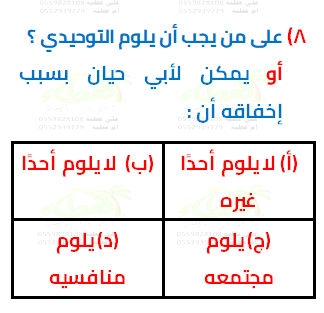 ٨) على من يجب أن يلوم التوحيدي ؟
أو يمكن لأبي حيان بسبب
إخفاقه أن :
(أ) لا يلوم أحدًا غيره
(ب) لا يلوم أحدًا
(ج) يلوم مجتمعه
(د) يلوم منافسيه